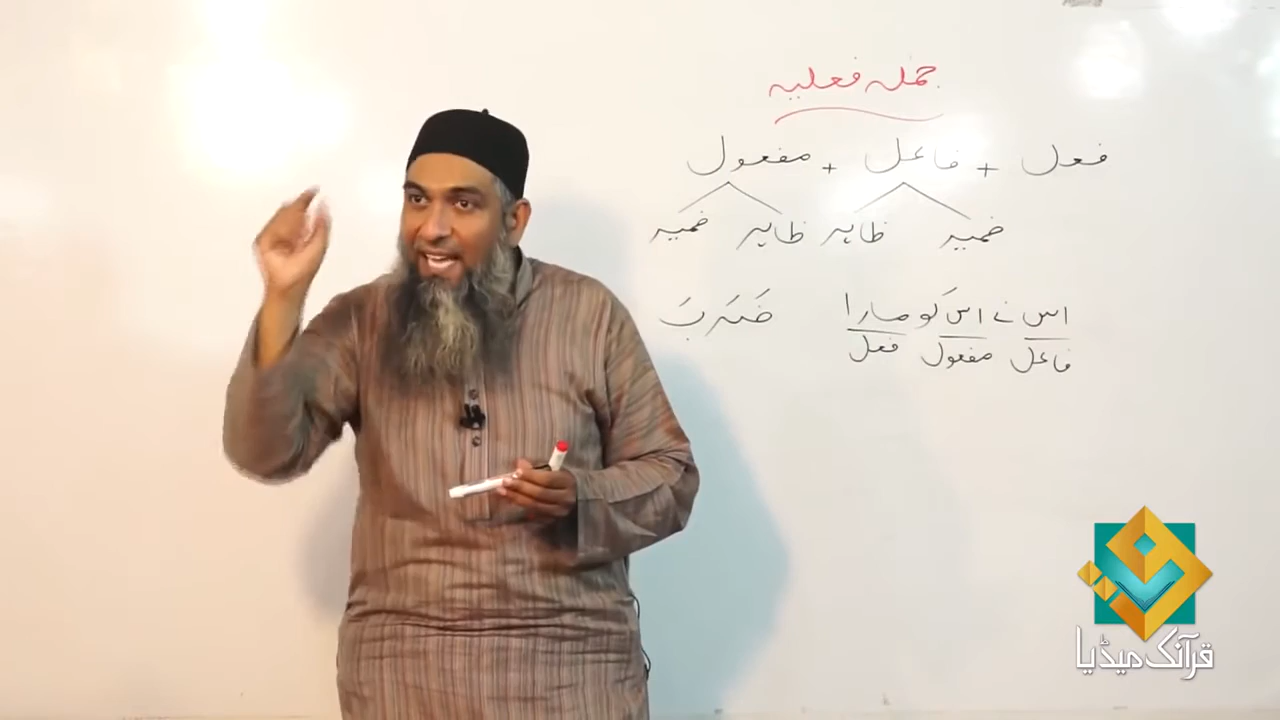 جملہ فعلیہ
فعل + فاعل + مفعول
ضمیر ظاہر ظاہر ضمیر
اس نے اس کو مارا ضَرَبَ
فاعل مفعول فعل
قرآنک میڈیا